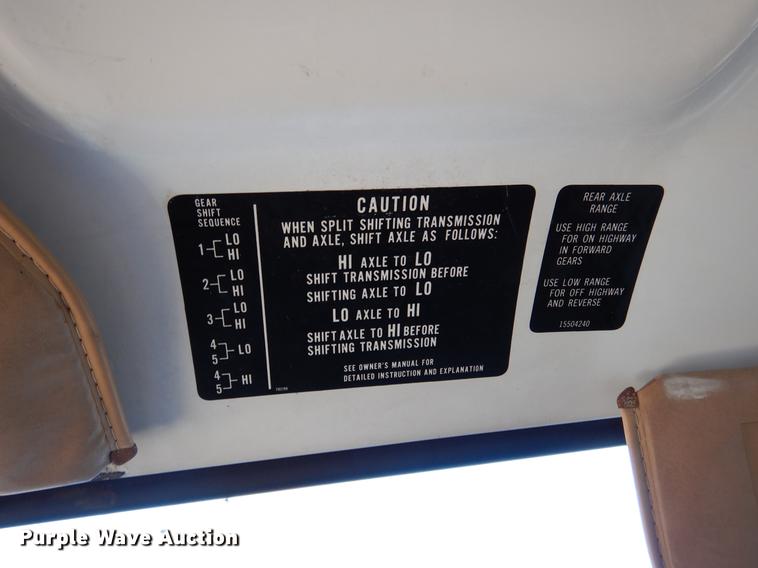 GEAR
SHIFT
SEQUENCE
1 LO
HI
2 LO
HI
3 LO
HI
4
5 LO
4
5 HI
CAUTION
WHEN SPLIT SHIFTING TRANSMISSION
AND AXLE, SHIFT AXLE AS FOLLOWS:
HI AXLE TO LO
SHIFT TRANSMISSION BEFORE
SHIFTING AXLE TO LO
LO AXLE TO HI
SHIFT AXLE TO HI BEFORE
SHIFTING TRANSMISSION
SEE OWNER'S MANUAL FOR
DETAILED INSTRUCTION AND EXPLANATION
REAR AXLE
RANGE
USE HIGH RANGE
FOR ON HIGHWAY
IN FORWARD
GEARS
USE LOW RANGE
FOR OFF HIGHWAY
AND REVERSE
15504240
Purple Wave Auction